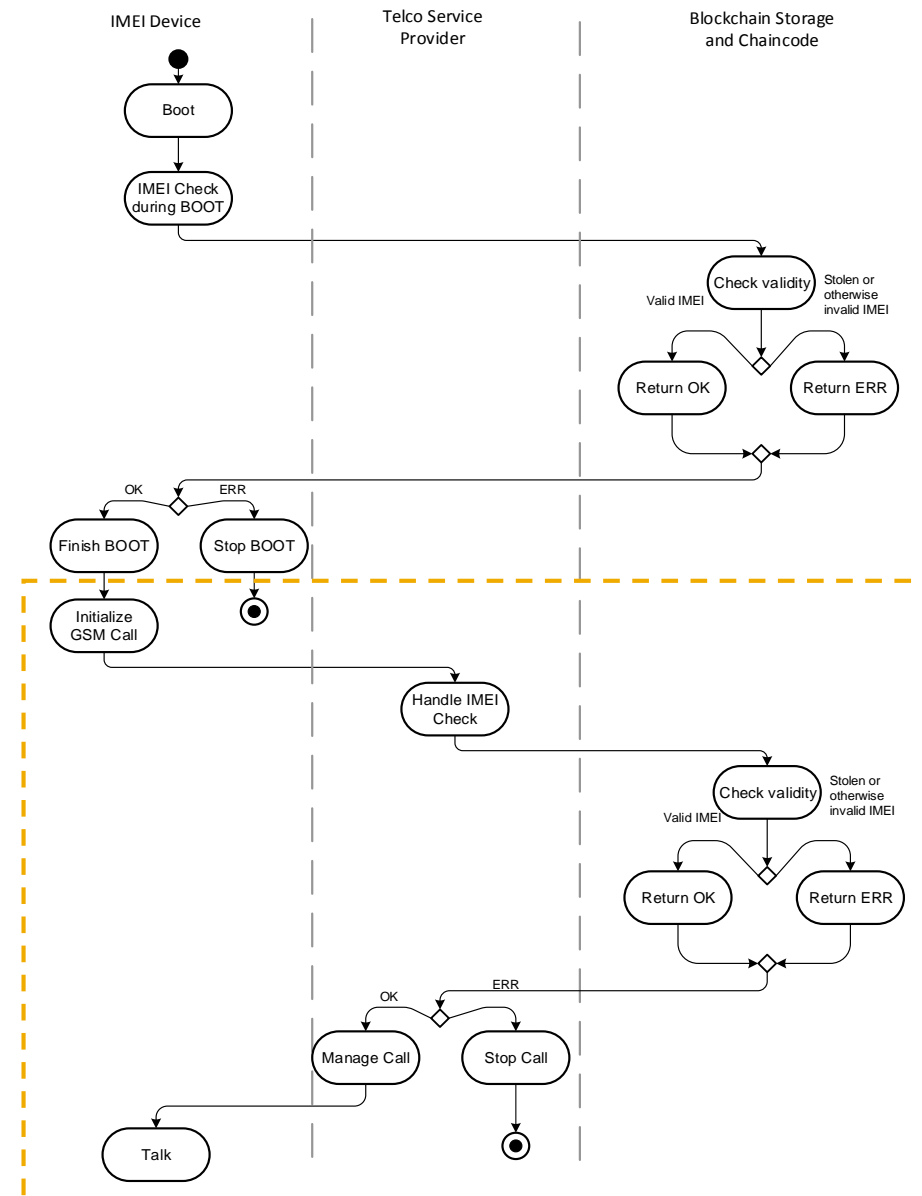 IMEI Device
Telco Service
Provider
Blockchain Storage
and Chaincode
Boot
IMEI Check
during BOOT
Check validity
Stolen or
otherwise
invalid IMEI
Valid IMEI
Return OK
Return ERR
OK
ERR
Finish BOOT
Stop BOOT
Initialize
GSM Call
Handle IMEI
Check
Check validity
Stolen or
otherwise
invalid IMEI
Valid IMEI
Return OK
Return ERR
ERR
OK
Manage Call
Stop Call
Talk